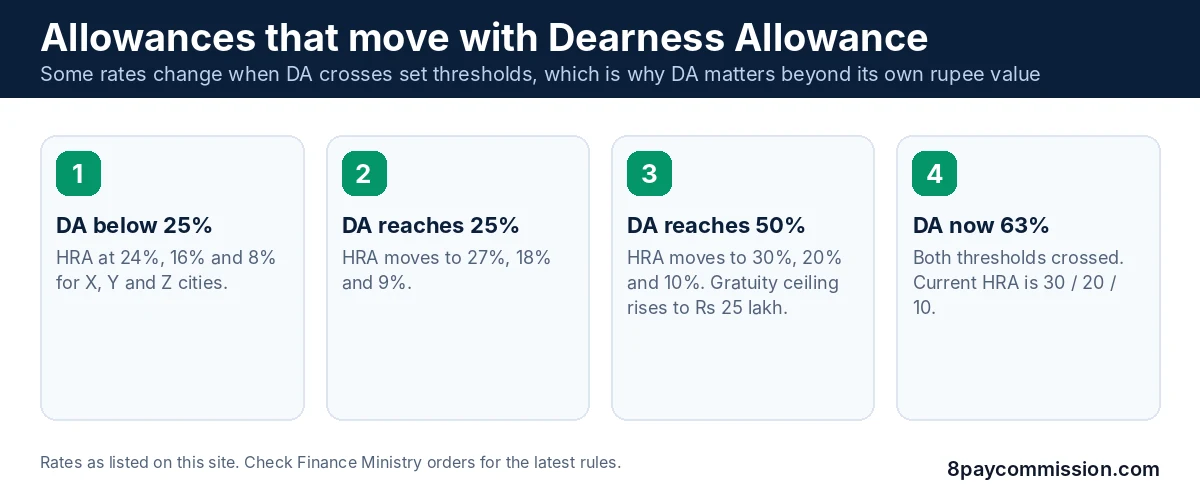 Allowances that move with Dearness Allowance
Some rates change when DA crosses set thresholds, which is why DA matters beyond its own rupee value
1
DA below 25%
HRA at 24%, 16% and 8%
for X, Y and Z cities.
2
DA reaches 25%
HRA moves to 27%, 18%
and 9%.
3
DA reaches 50%
HRA moves to 30%, 20%
and 10%. Gratuity ceiling
rises to Rs 25 lakh.
4
DA now 63%
Both thresholds crossed.
Current HRA is 30 / 20 /
10.
Rates as listed on this site. Check Finance Ministry orders for the latest rules.
8paycommission.com